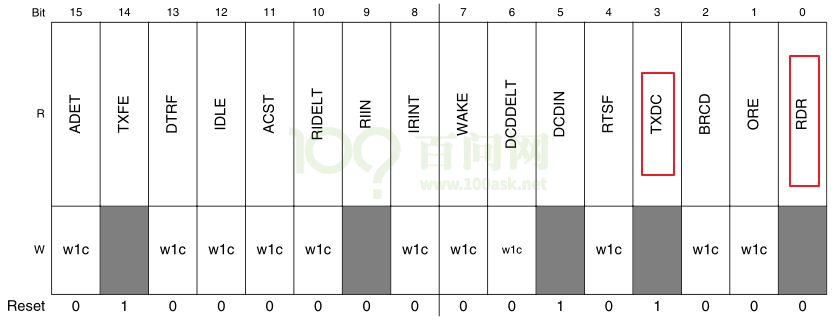 Bit 15 14 13 12 11 10 9 8 7 6 5 4 3 2 1 0
R ADET TXFE DTRF IDLE ACST RIDELT RIIN IRINT WAKE DCDDELT DCDIN RTSF TXDC BRCD ORE RDR
100? 百问网
www.100ask.net
W w1c w1c w1c w1c w1c w1c w1c w1c w1c w1c w1c
Reset 0 1 0 0 0 0 0 0 0 0 1 0 1 0 0 0